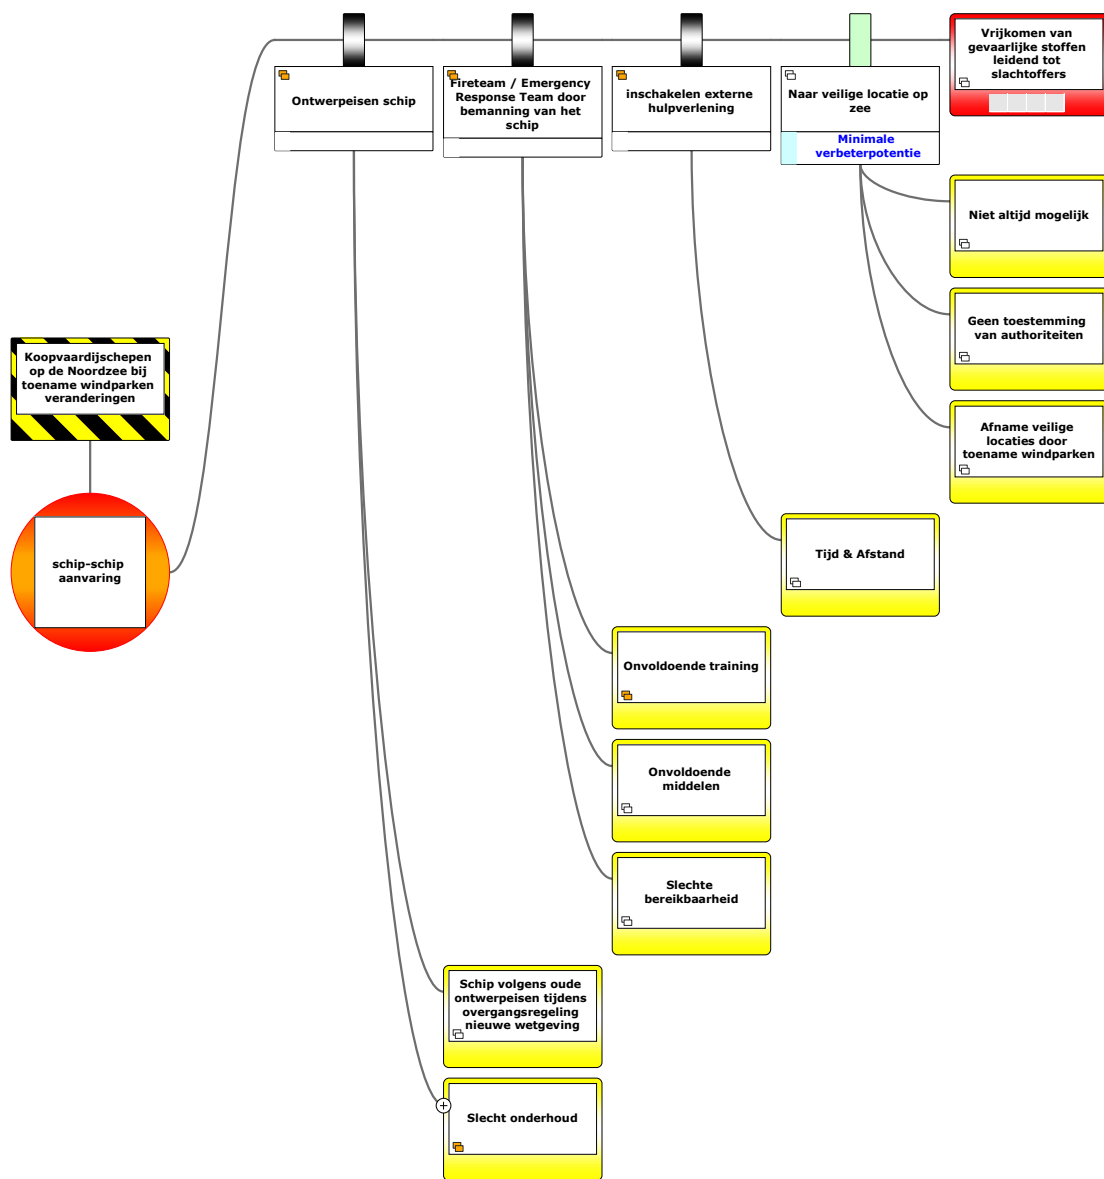 Vrijkomen van
gevaarlijke stoffen
leidend tot
slachtoffers
Ontwerpeisen schip
Fireteam / Emergency
Response Team door
bemanning van het
schip
inschakelen externe
hulpverlening
Naar veilige locatie op
zee
Minimale
verbeterpotentie
Niet altijd mogelijk
Geen toestemming
van authoriteiten
Koopvaardijschepen
op de Noordzee bij
toename windparken
veranderingen
Afname veilige
locaties door
toename windparken
schip-schip
aanvaring
Tijd & Afstand
Onvoldoende training
Onvoldoende
middelen
Slechte
bereikbaarheid
Schip volgens oude
ontwerpeisen tijdens
overgangsregeling
nieuwe wetgeving
Slecht onderhoud